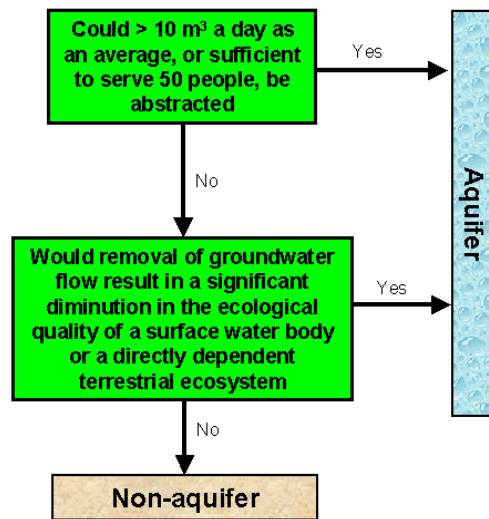 Could > 10 m³ a day as
an average, or sufficient
to serve 50 people, be
abstracted
Yes
No
Aquifer
Would removal of groundwater
flow result in a significant
diminution in the ecological
quality of a surface water body
or a directly dependent
terrestrial ecosystem
Yes
No
Non-aquifer